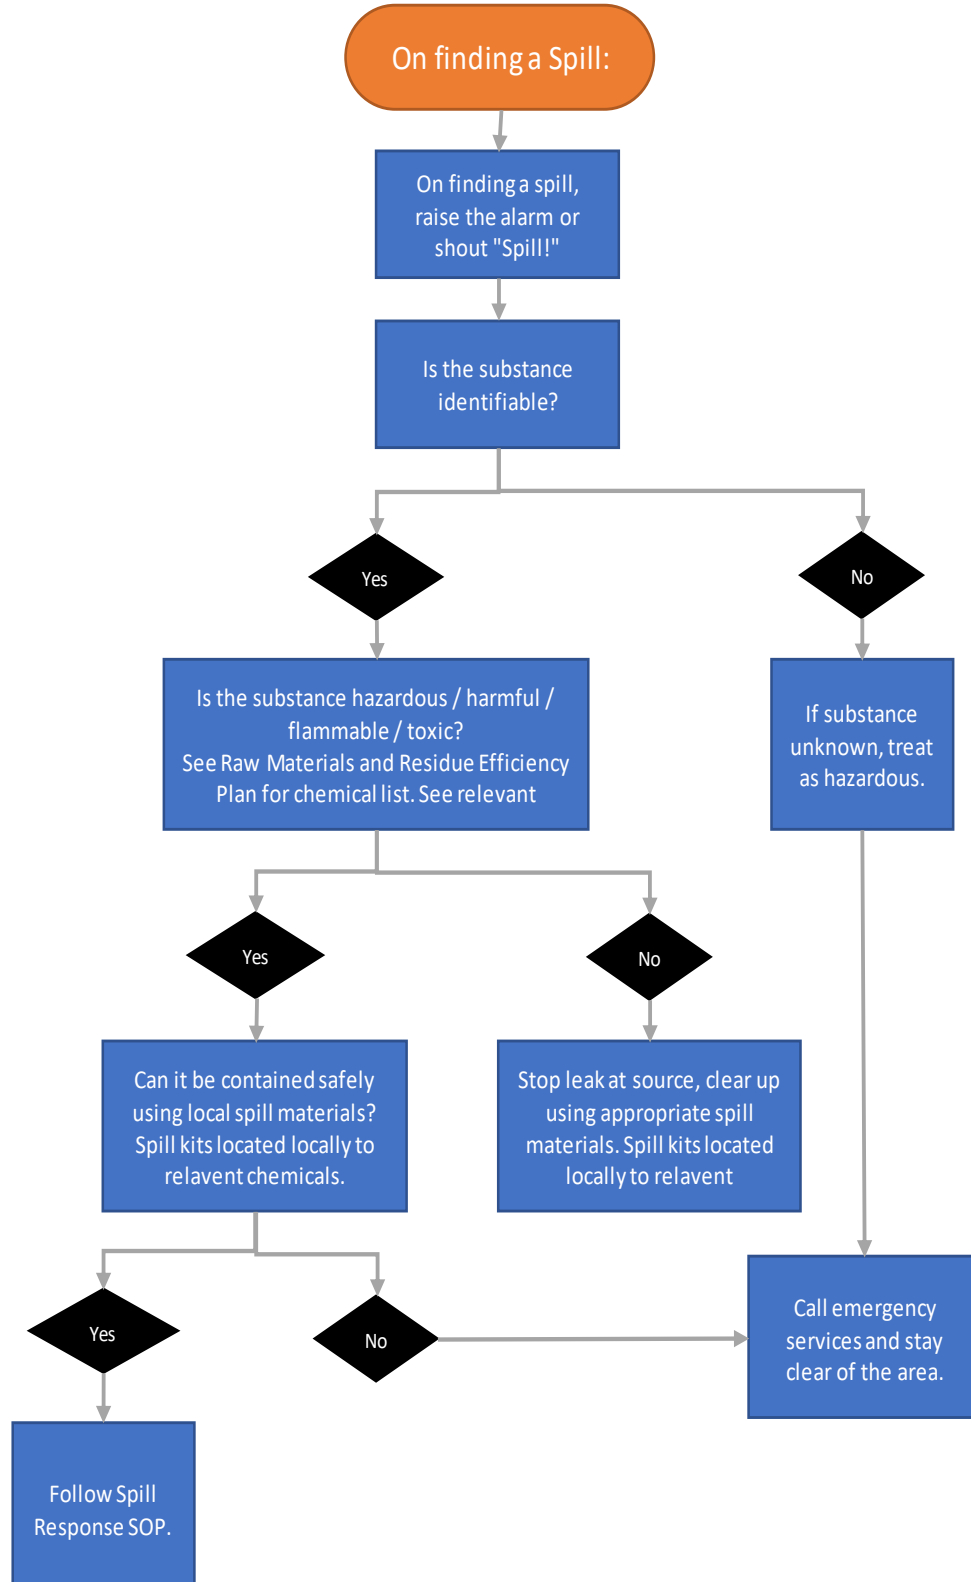 On finding a Spill:
On finding a spill,
raise the alarm or
shout "Spill!"
Is the substance
identifiable?
Yes
No
Is the substance hazardous / harmful /
flammable / toxic?
See Raw Materials and Residue Efficiency
Plan for chemical list. See relevant
If substance
unknown, treat
as hazardous.
Yes
No
Can it be contained safely
using local spill materials?
Spill kits located locally to
relavent chemicals.
Stop leak at source, clear up
using appropriate spill
materials. Spill kits located
locally to relavent
Yes
No
Call emergency
services and stay
clear of the area.
Follow Spill
Response SOP.